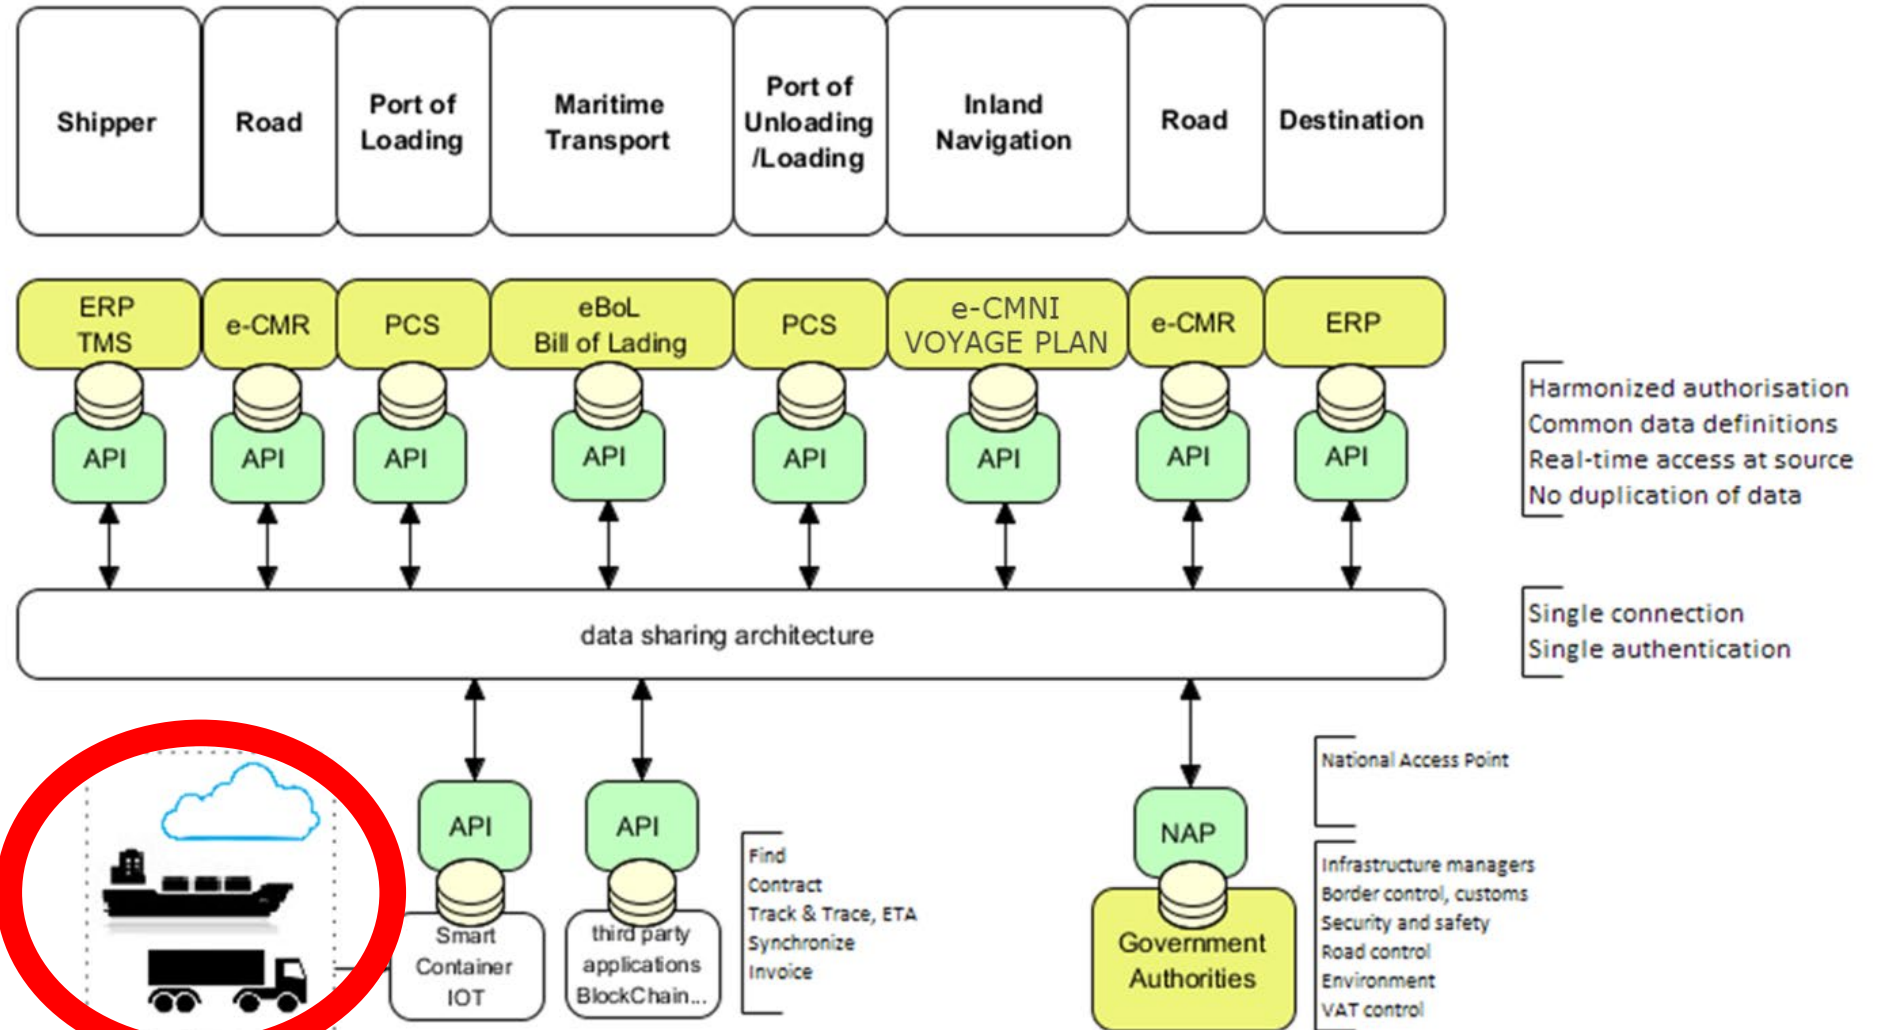 Shipper
Road
Port of
Loading
Maritime
Transport
Port of
Unloading
/Loading
Inland
Navigation
Road
Destination
ERP
TMS
e-CMR
PCS
eBoL
Bill of Lading
PCS
e-CMNI
VOYAGE PLAN
e-CMR
ERP
API
API
API
API
API
API
API
API
Harmonized authorisation
Common data definitions
Real-time access at source
No duplication of data
data sharing architecture
Single connection
Single authentication
API
Smart
Container
IOT
API
third party
applications
BlockChain...
Find
Contract
Track & Trace, ETA
Synchronize
Invoice
NAP
Government
Authorities
National Access Point
Infrastructure managers
Border control, customs
Security and safety
Road control
Environment
VAT control